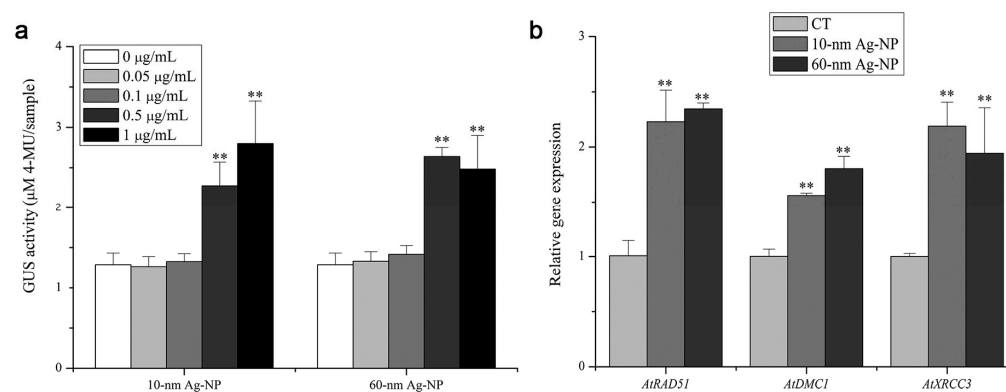 a
GUS activity (μM 4-MU/sample)
4
3
2
1
0
0 μg/mL
0.05 μg/mL
0.1 μg/mL
0.5 μg/mL
1 μg/mL
** **
** **
10-nm Ag-NP
60-nm Ag-NP
b
Relative gene expression
3
2
1
0
CT
10-nm Ag-NP
60-nm Ag-NP
** **
** **
** **
AtRAD51
AtDMC1
AtXRCC3